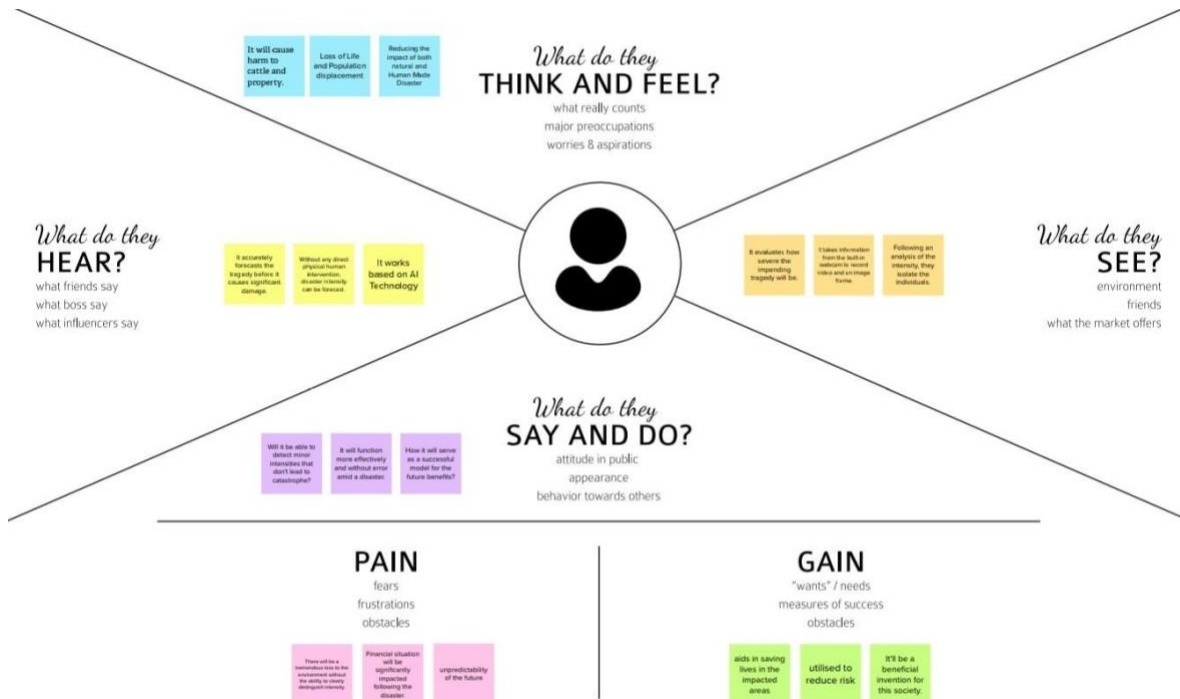 It will cause
harm to
cattle and
property.
Loss of Life
and Population
displacement
Reducing the
impact of both
natural and
Human Made
Disaster
What do they
THINK AND FEEL?
what really counts
major preoccupations
worries & aspirations
What do they
HEAR?
what friends say
what boss say
what influencers say
It accurately
forecasts the
tragedy before it
causes significant
damage.
Without any direct
physical human
intervention,
disaster intensity
can be forecast.
It works
based on AI
Technology
It evaluates how
severe the
impending
tragedy will be.
It takes information
from the built-in
webcam to record
video and an image
frame.
Following an
analysis of the
intensity, they
isolate the
individuals.
What do they
SEE?
environment
friends
what the market offers
What do they
SAY AND DO?
attitude in public
appearance
behavior towards others
Will it be able to
detect minor
intensities that
don't lead to
catastrophe?
It will function
more effectively
and without error
amid a disaster.
How it will serve
as a successful
model for the
future benefits?
PAIN
fears
frustrations
obstacles
There will be a
tremendous loss to the
environment without
the ability to clearly
distinguish intensity.
Financial situation
will be
significantly
impacted
following the
disaster.
unpredictability
of the future
GAIN
"wants" / needs
measures of success
obstacles
aids in saving
lives in the
impacted
areas
utilised to
reduce risk
It'll be a
beneficial
invention for
this society.